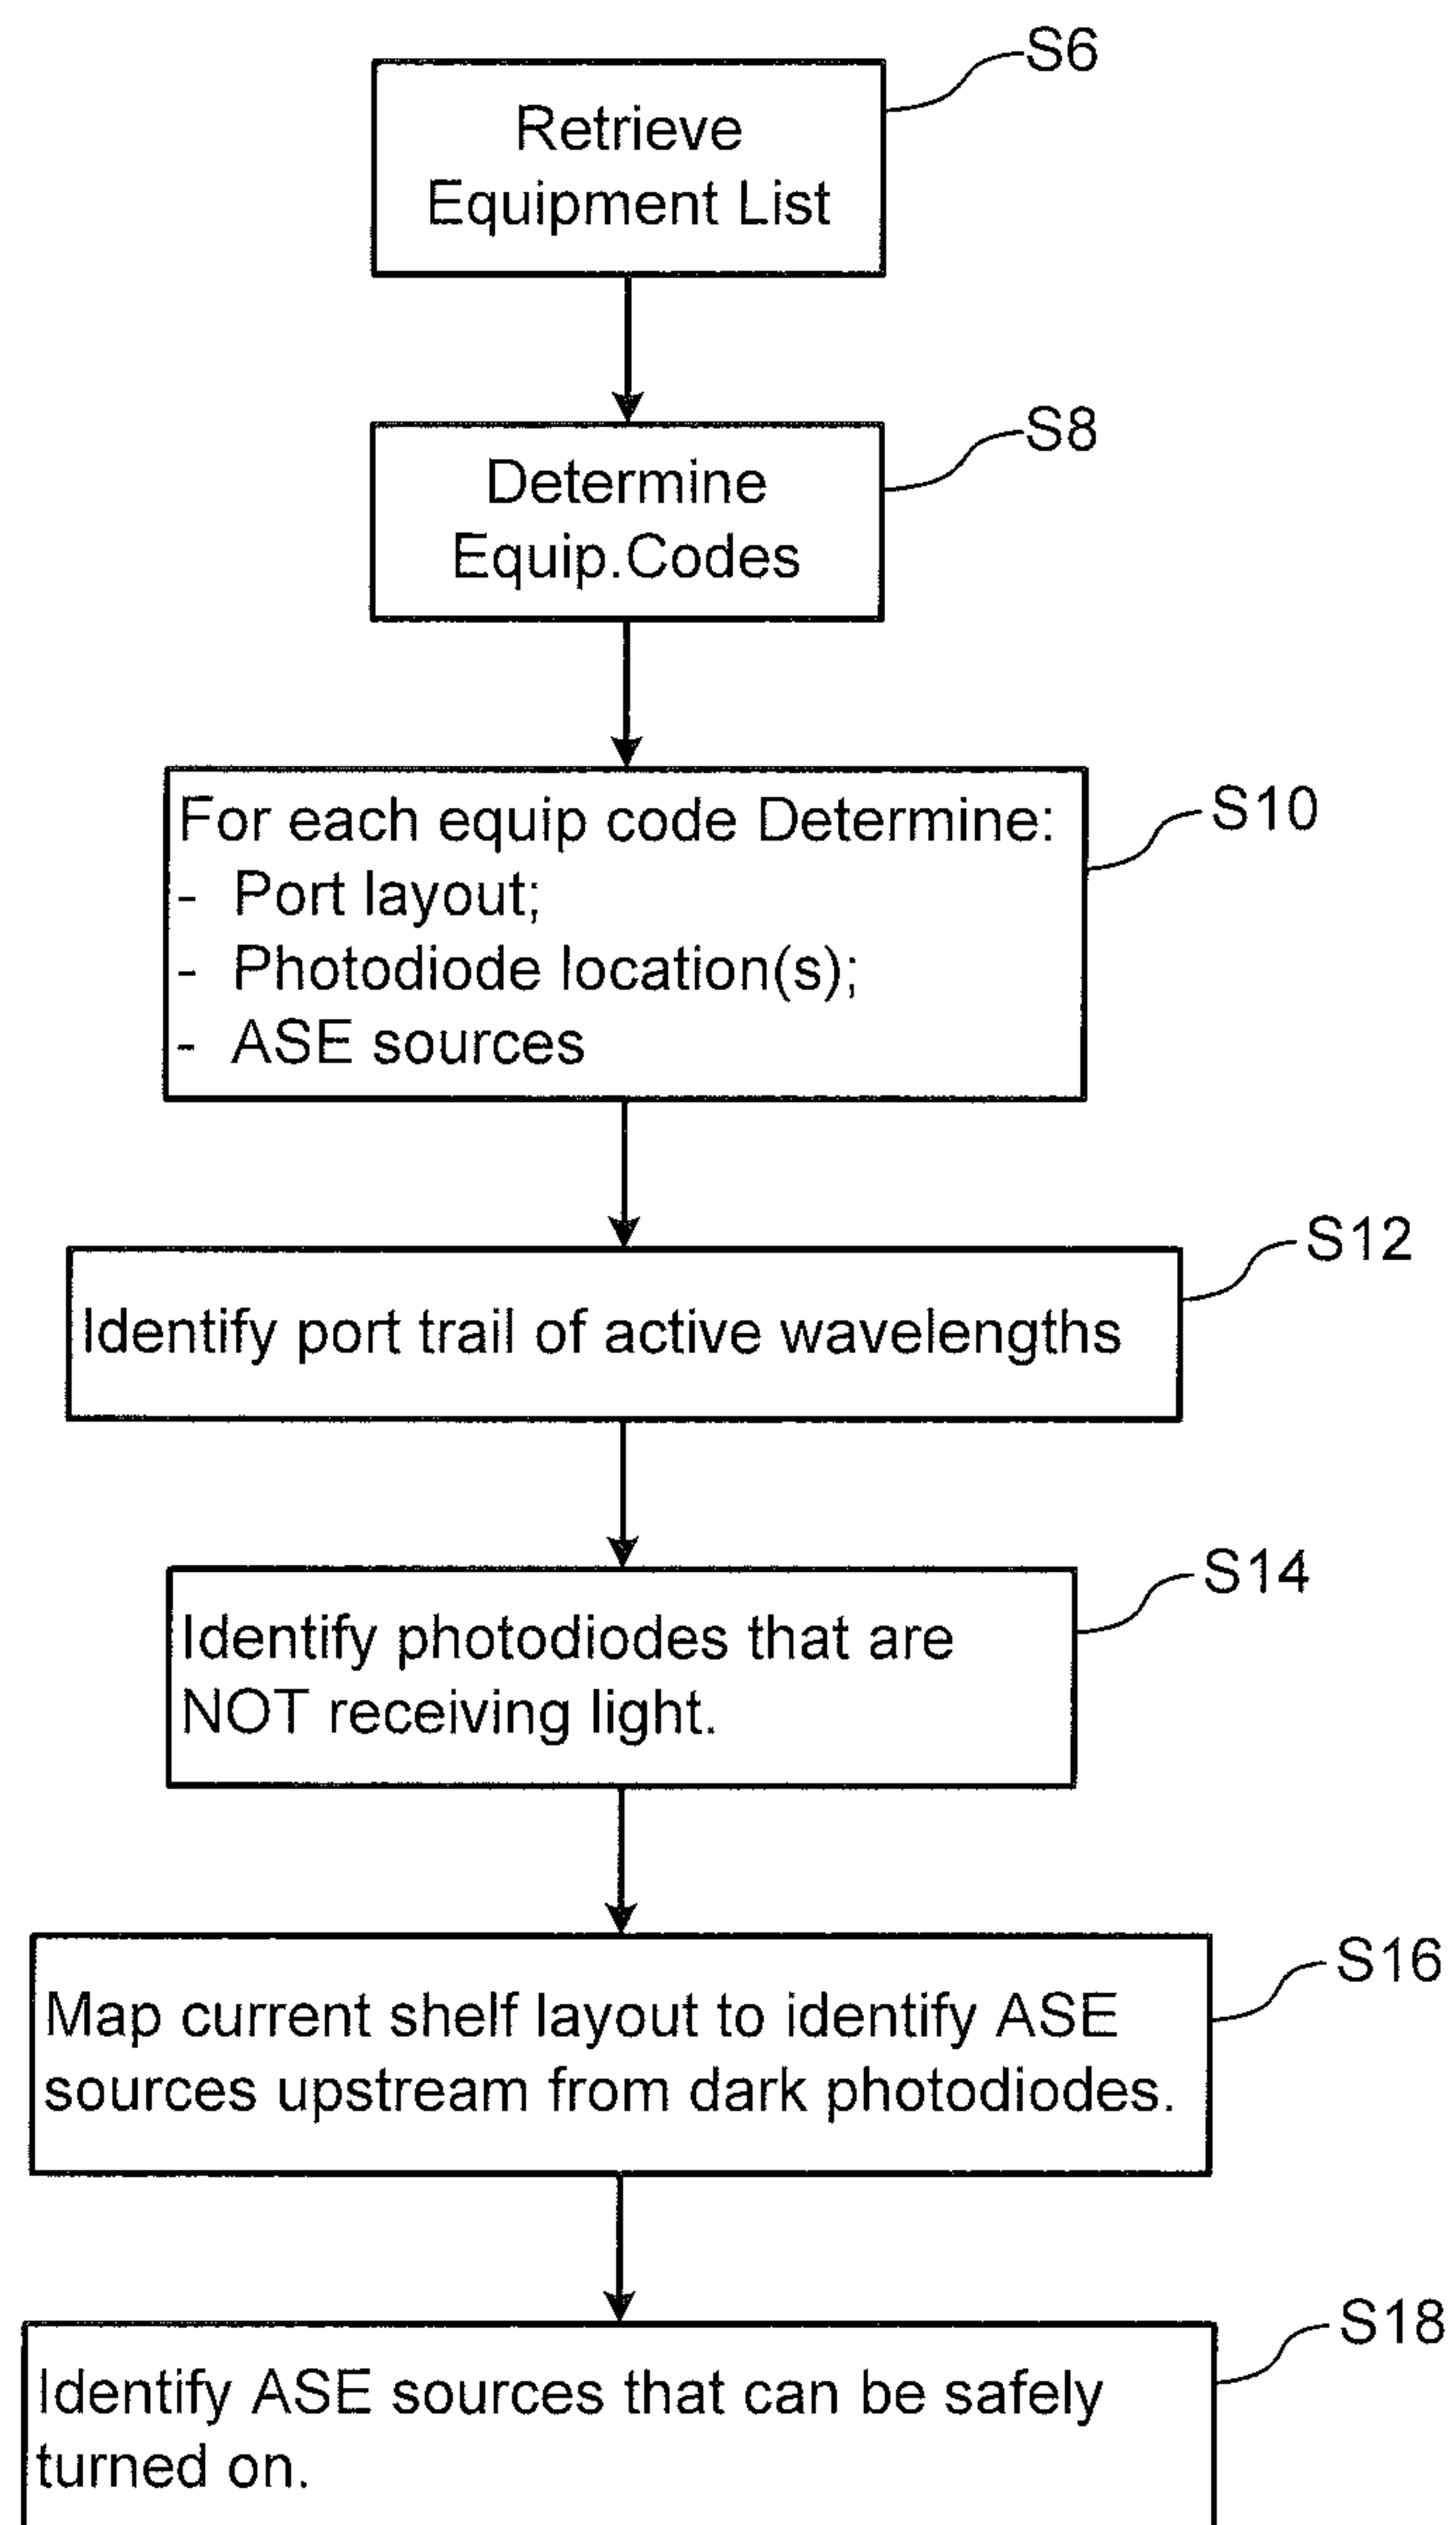 S6
Retrieve
Equipment List
S8
Determine
Equip.Codes
S10
For each equip code Determine:
- Port layout;
- Photodiode location(s);
- ASE sources
S12
Identify port trail of active wavelengths
S14
Identify photodiodes that are
NOT receiving light.
S16
Map current shelf layout to identify ASE
sources upstream from dark photodiodes.
S18
Identify ASE sources that can be safely
turned on.